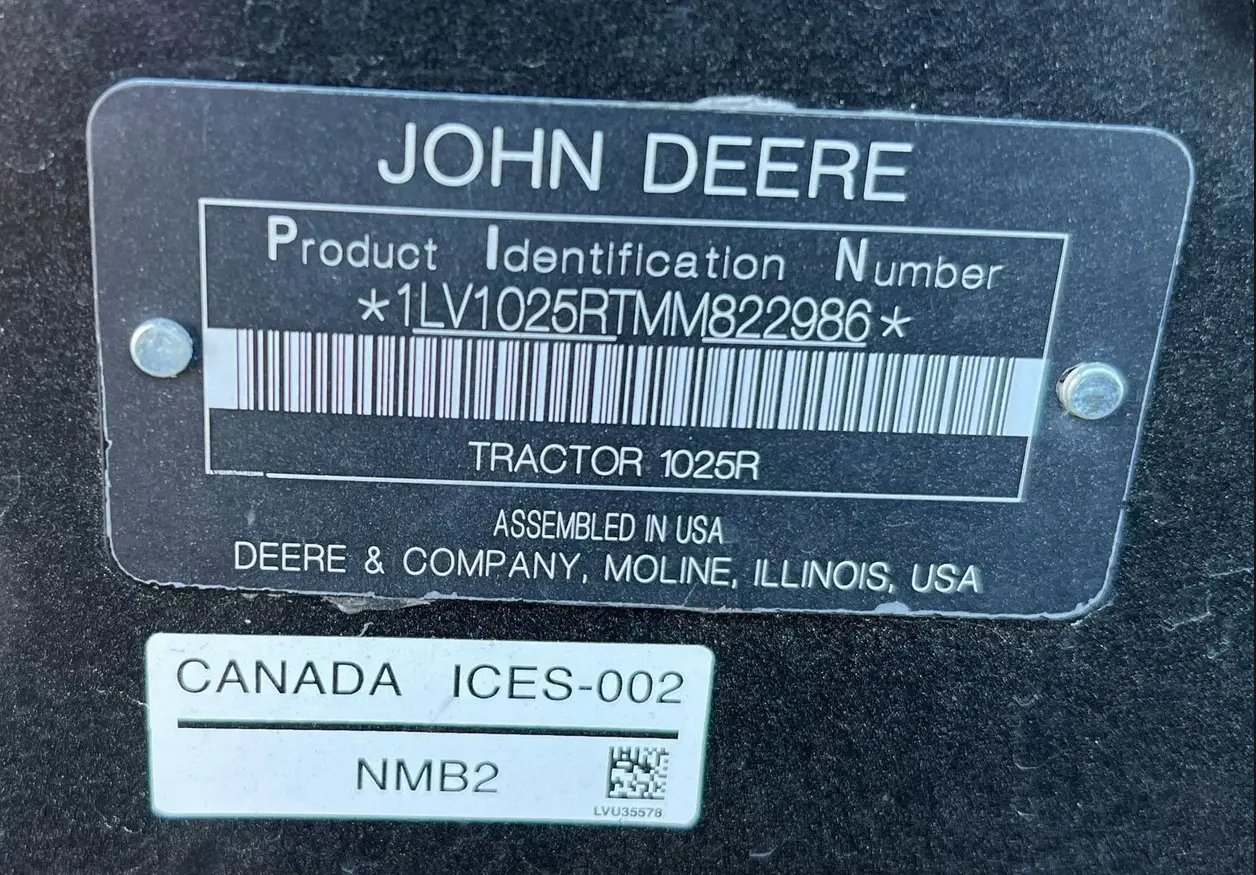 JOHN DEERE
Product Identification Number
*1LV1025RTMM822986*
TRACTOR 1025R
ASSEMBLED IN USA
DEERE & COMPANY, MOLINE, ILLINOIS, USA
CANADA ICES-002
NMB2
LVU35578